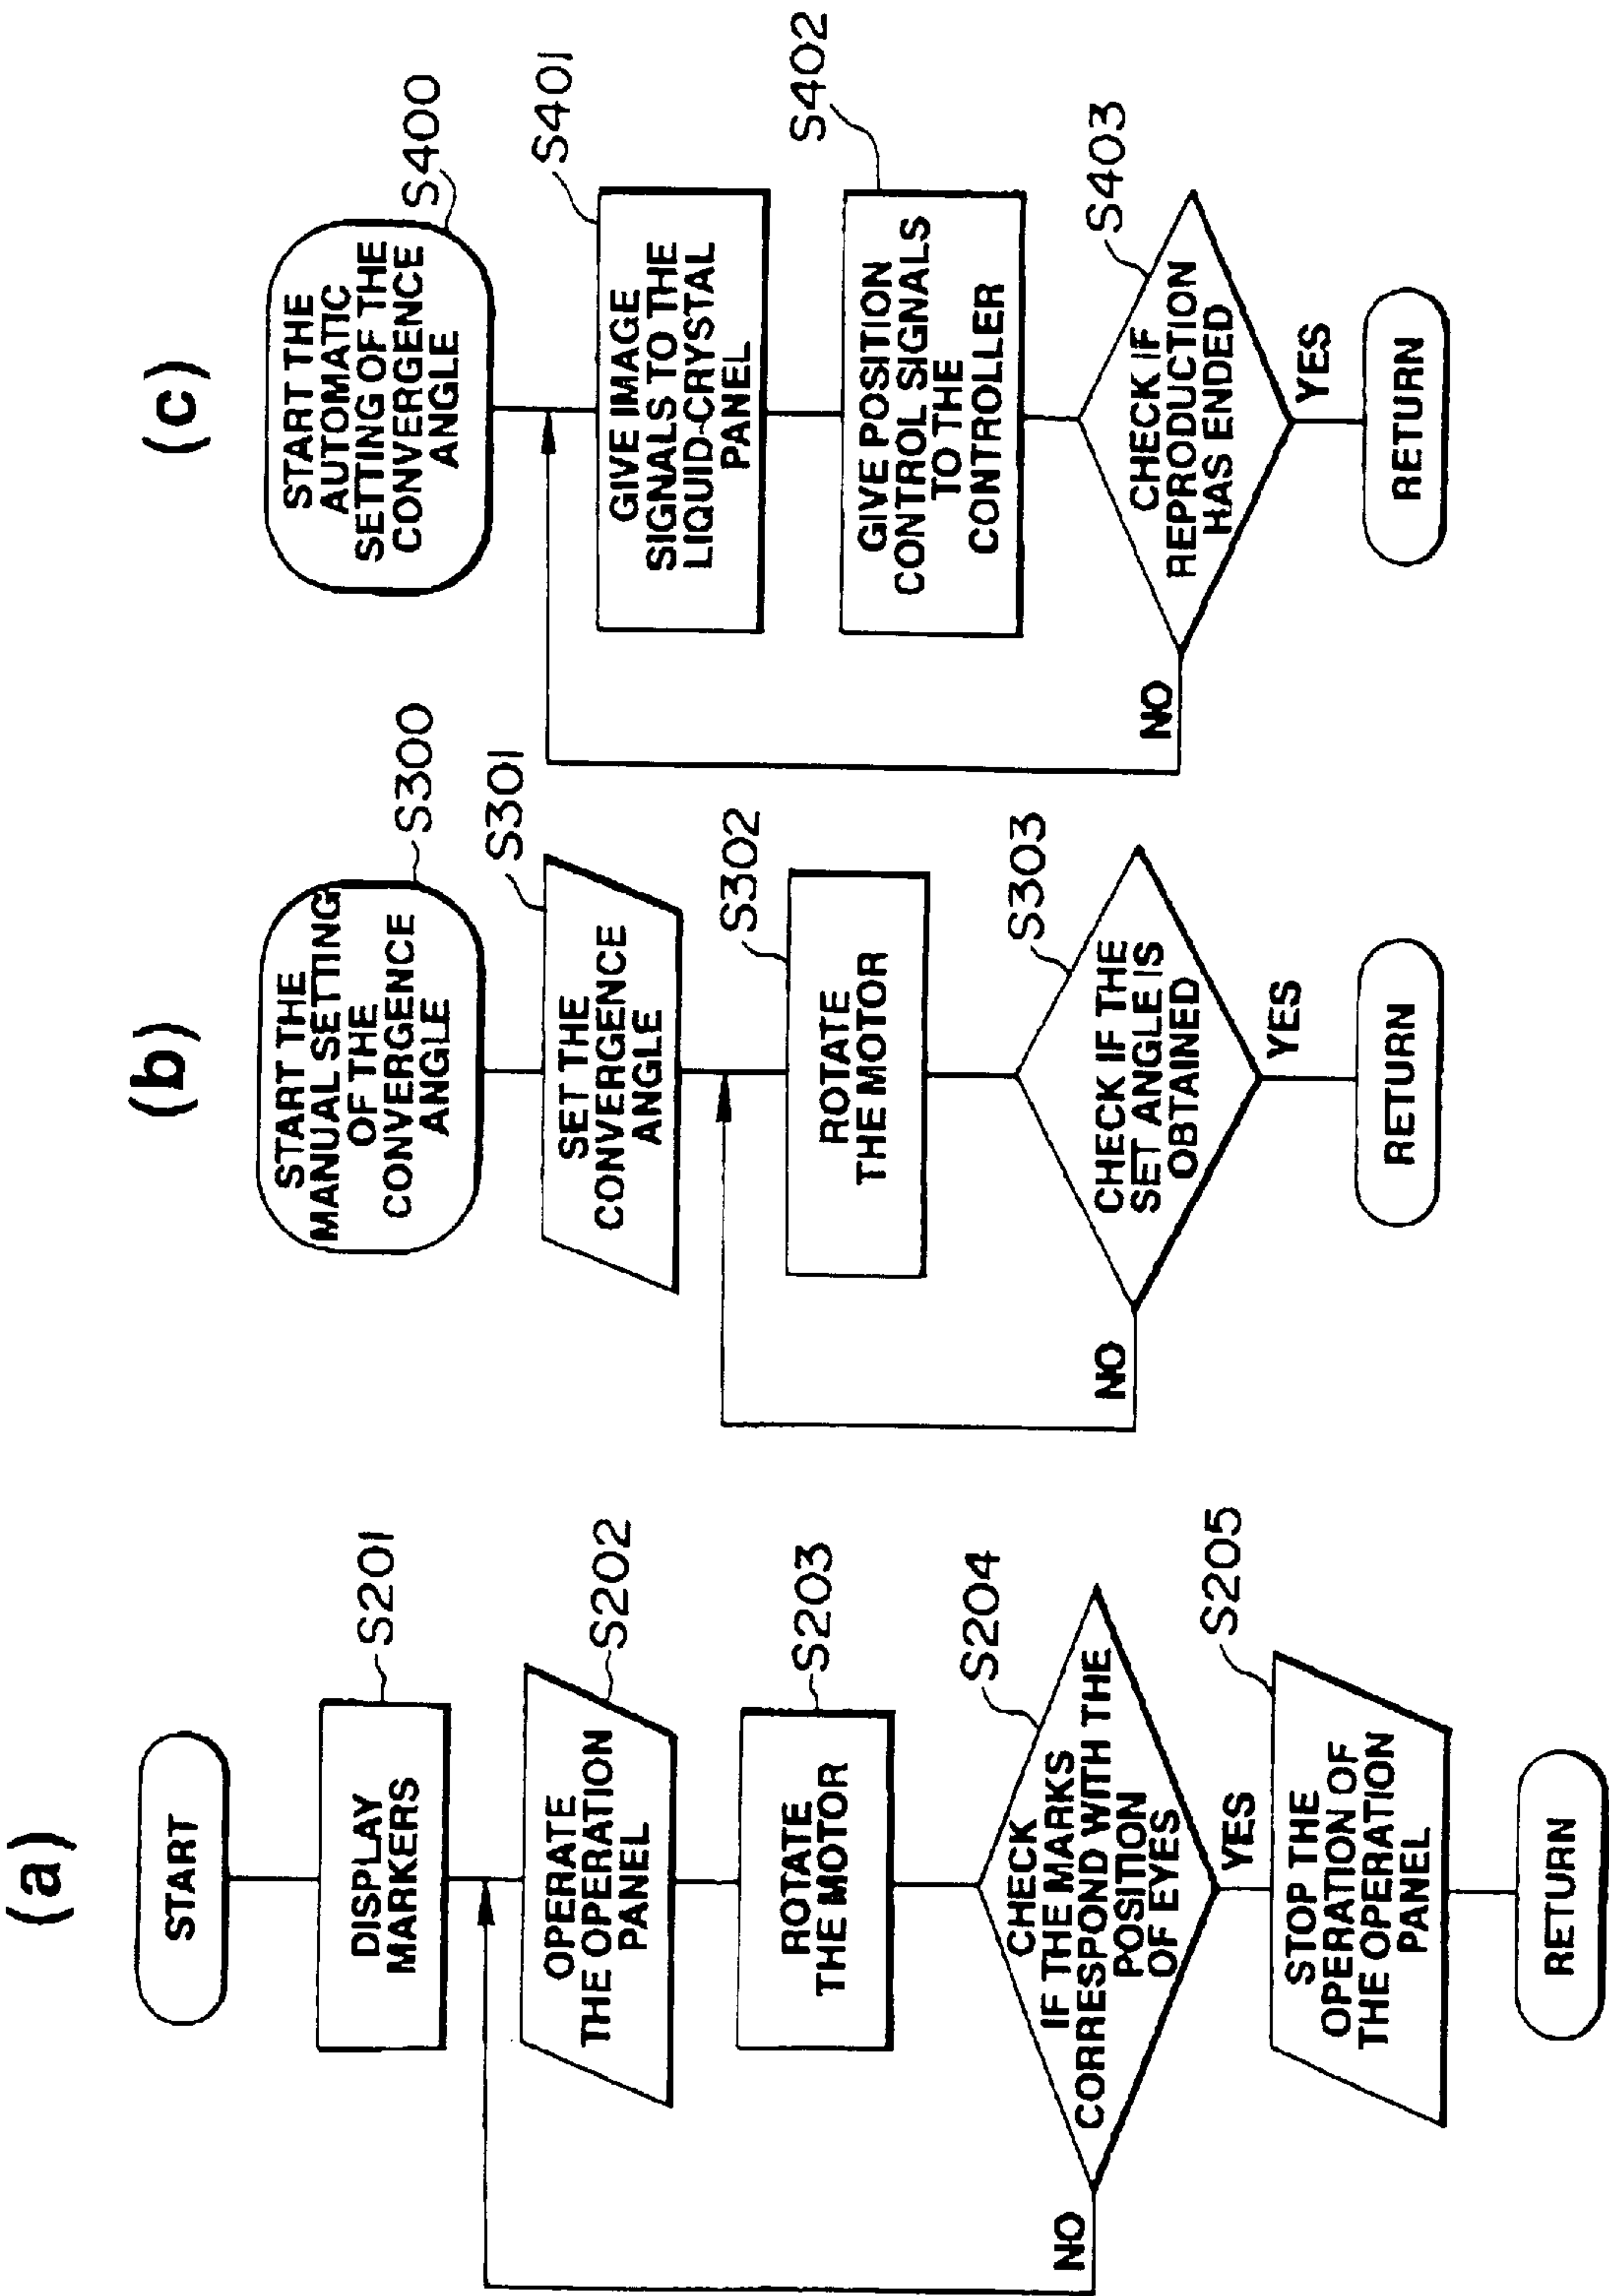 (a)
START
DISPLAY
MARKERS
S201
OPERATE
THE OPERATION
PANEL
S202
ROTATE
THE MOTOR
S203
CHECK
IF THE MARKS
CORRESPOND WITH THE
POSITION
OF EYES
S204
NO
YES
STOP THE
OPERATION OF
THE OPERATION
PANEL
S205
RETURN
(b)
START THE
MANUAL SETTING
OF THE
CONVERGENCE
ANGLE
S300
SET THE
CONVERGENCE
ANGLE
S301
ROTATE
THE MOTOR
S302
CHECK IF THE
SET ANGLE IS
OBTAINED
S303
NO
YES
RETURN
(c)
START THE
AUTOMATIC
SETTING OF THE
CONVERGENCE
ANGLE
S400
GIVE IMAGE
SIGNALS TO THE
LIQUID-CRYSTAL
PANEL
S401
GIVE POSITION
CONTROL SIGNALS
TO THE
CONTROLLER
S402
CHECK IF
REPRODUCTION
HAS ENDED
S403
NO
YES
RETURN